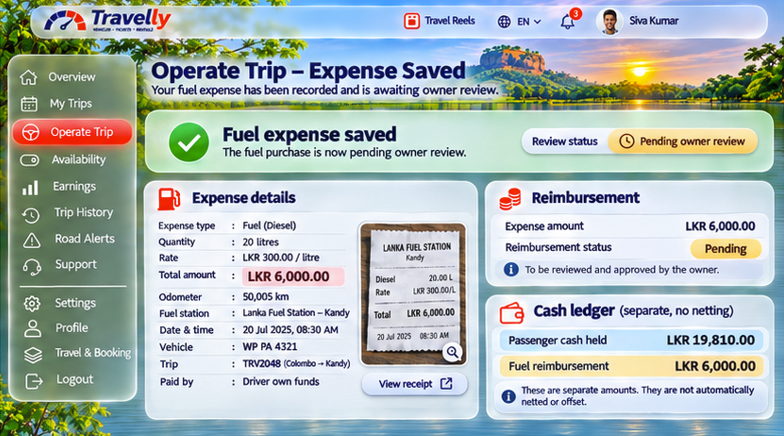 Travelly
Travel Reels
EN
3
Siva Kumar
Overview
My Trips
Operate Trip
Availability
Earnings
Trip History
Road Alerts
Support
Settings
Profile
Travel & Booking
Logout
Operate Trip – Expense Saved
Your fuel expense has been recorded and is awaiting owner review.
Fuel expense saved
The fuel purchase is now pending owner review.
Review status
Pending owner review
Expense details
Expense type : Fuel (Diesel)
Quantity : 20 litres
Rate : LKR 300.00 / litre
Total amount : LKR 6,000.00
Odometer : 50,005 km
Fuel station : Lanka Fuel Station – Kandy
Date & time : 20 Jul 2025, 08:30 AM
Vehicle : WP PA 4321
Trip : TRV2048 (Colombo → Kandy)
Paid by : Driver own funds
LANKA FUEL STATION
Kandy
Diesel 20.00 L
Rate LKR 300.00/L
Total LKR 6,000.00
20 Jul 2025 08:30 AM
View receipt
Reimbursement
Expense amount LKR 6,000.00
Reimbursement status Pending
To be reviewed and approved by the owner.
Cash ledger (separate, no netting)
Passenger cash held LKR 19,810.00
Fuel reimbursement LKR 6,000.00
These are separate amounts. They are not automatically
netted or offset.